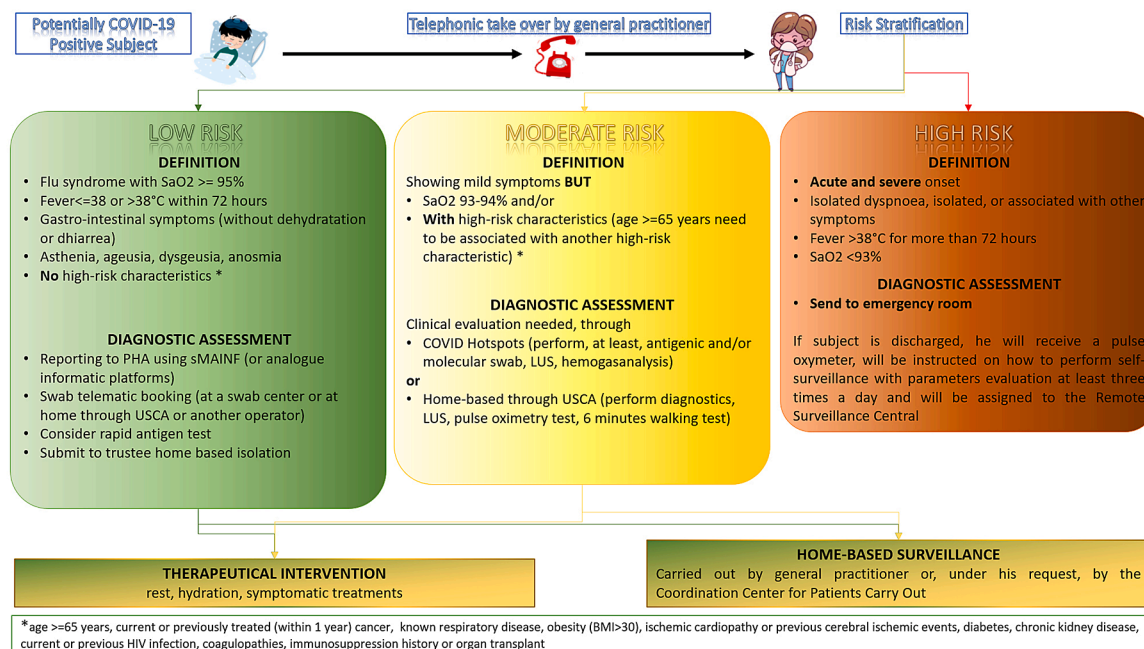 Potentially COVID-19
Positive Subject
Telephonic take over by general practitioner
Risk Stratification
LOW RISK
DEFINITION
• Flu syndrome with SaO2 >= 95%
• Fever<=38 or >38°C within 72 hours
• Gastro-intestinal symptoms (without dehydratation
or dhiarrea)
• Asthenia, ageusia, dysgeusia, anosmia
• No high-risk characteristics *
DIAGNOSTIC ASSESSMENT
• Reporting to PHA using sMAINF (or analogue
informatic platforms)
• Swab telematic booking (at a swab center or at
home through USCA or another operator)
• Consider rapid antigen test
• Submit to trustee home based isolation
MODERATE RISK
DEFINITION
Showing mild symptoms BUT
• SaO2 93-94% and/or
• With high-risk characteristics (age >=65 years need
to be associated with another high-risk
characteristic) *
DIAGNOSTIC ASSESSMENT
Clinical evaluation needed, through
• COVID Hotspots (perform, at least, antigenic and/or
molecular swab, LUS, hemogasanalysis)
or
• Home-based through USCA (perform diagnostics,
LUS, pulse oximetry test, 6 minutes walking test)
HIGH RISK
DEFINITION
• Acute and severe onset
• Isolated dyspnoea, isolated, or associated with other
symptoms
• Fever >38°C for more than 72 hours
• SaO2 <93%
DIAGNOSTIC ASSESSMENT
• Send to emergency room
If subject is discharged, he will receive a pulse
oxymeter, will be instructed on how to perform self-
surveillance with parameters evaluation at least three
times a day and will be assigned to the Remote
Surveillance Central
THERAPEUTICAL INTERVENTION
rest, hydration, symptomatic treatments
HOME-BASED SURVEILLANCE
Carried out by general practitioner or, under his request, by the
Coordination Center for Patients Carry Out
*age >=65 years, current or previously treated (within 1 year) cancer, known respiratory disease, obesity (BMI>30), ischemic cardiopathy or previous cerebral ischemic events, diabetes, chronic kidney disease,
current or previous HIV infection, coagulopathies, immunosuppression history or organ transplant